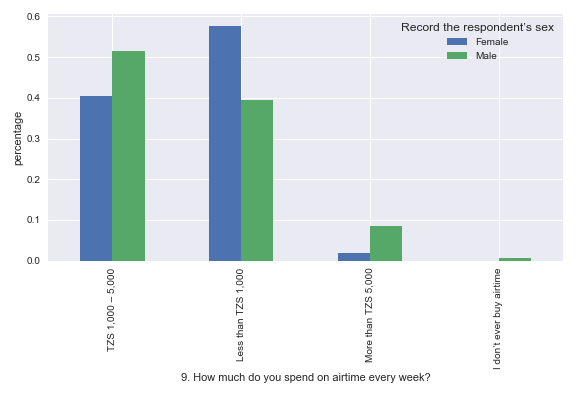 0.6
0.5
0.4
0.3
0.2
0.1
0.0
percentage
Record the respondent's sex
Female
Male
TZS 1,000 – 5,000
Less than TZS 1,000
More than TZS 5,000
I don't ever buy airtime
9. How much do you spend on airtime every week?